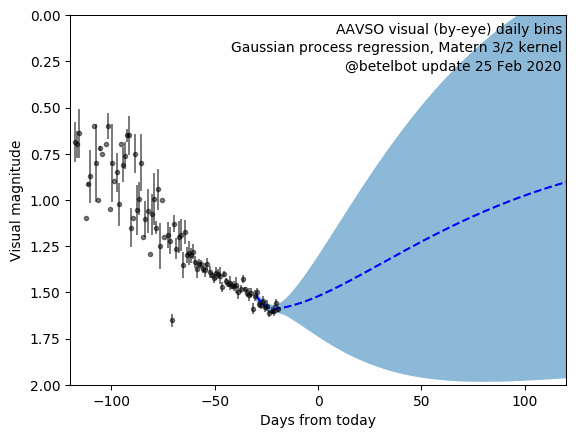 AAVSO visual (by-eye) daily bins
Gaussian process regression, Matern 3/2 kernel
@betelbot update 25 Feb 2020
0.00
0.25
0.50
0.75
1.00
1.25
1.50
1.75
2.00
Visual magnitude
−100
−50
0
50
100
Days from today